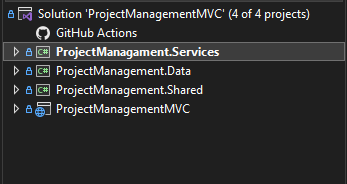 Solution 'ProjectManagementMVC' (4 of 4 projects)
GitHub Actions
C# ProjectManagament.Services
C# ProjectManagement.Data
C# ProjectManagement.Shared
ProjectManagementMVC